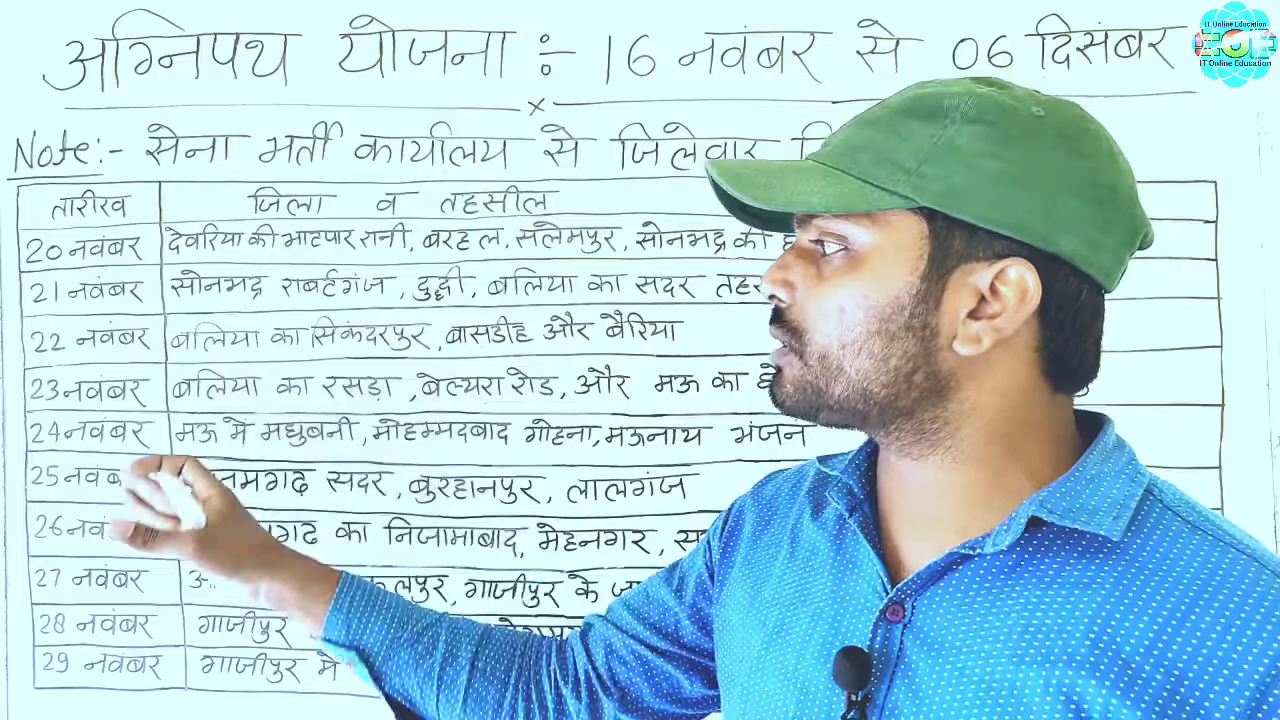 अग्निपथ योजना :- 16 नवंबर से 06 दिसंबर
IT Online Education
IOE
IT Online Education
Note:- सेना भर्ती कार्यालय से जिलेवार
तारीख जिला व तहसील
20 नवंबर देवरिया की भाटपार रानी, बरहल, सलेमपुर, सोनभद्र की
21 नवंबर सोनभद्र राबर्टगंज, दुद्धी, बलिया का सदर
22 नवंबर बलिया का सिकंदरपुर, बासडीह और बैरिया
23 नवंबर बलिया का रसड़ा, बेल्थरा रोड, और मऊ का
24 नवंबर मऊ में मधुबनी, मोहम्मदबाद गोहना, मऊनाथ भंजन
25 सदर, बुरहानपुर, लालगंज
26 का निजामाबाद, मेहनगर,
27 नवंबर गाजीपुर के
28 नवंबर गाजीपुर
29 नवंबर गाजीपुर में